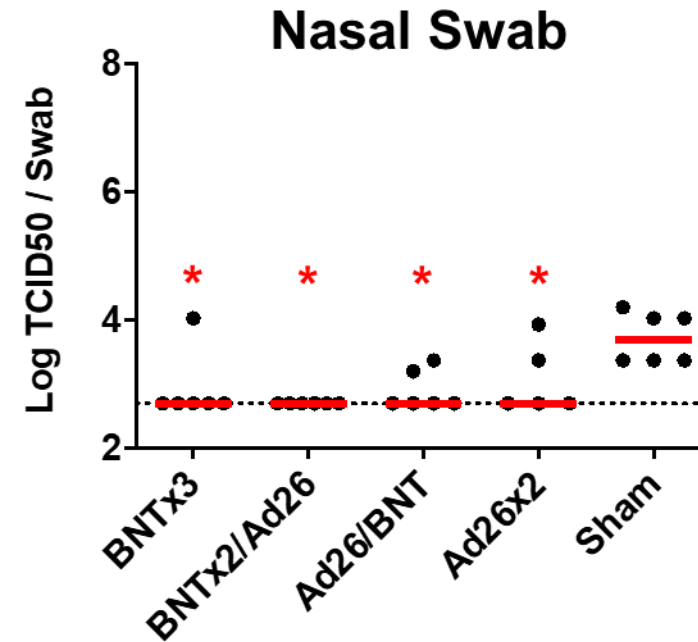 Nasal Swab
Log TCID50 / Swab
8
6
4
2
*
*
*
*
BNTx3
BNTx2/Ad26
Ad26/BNT
Ad26x2
Sham